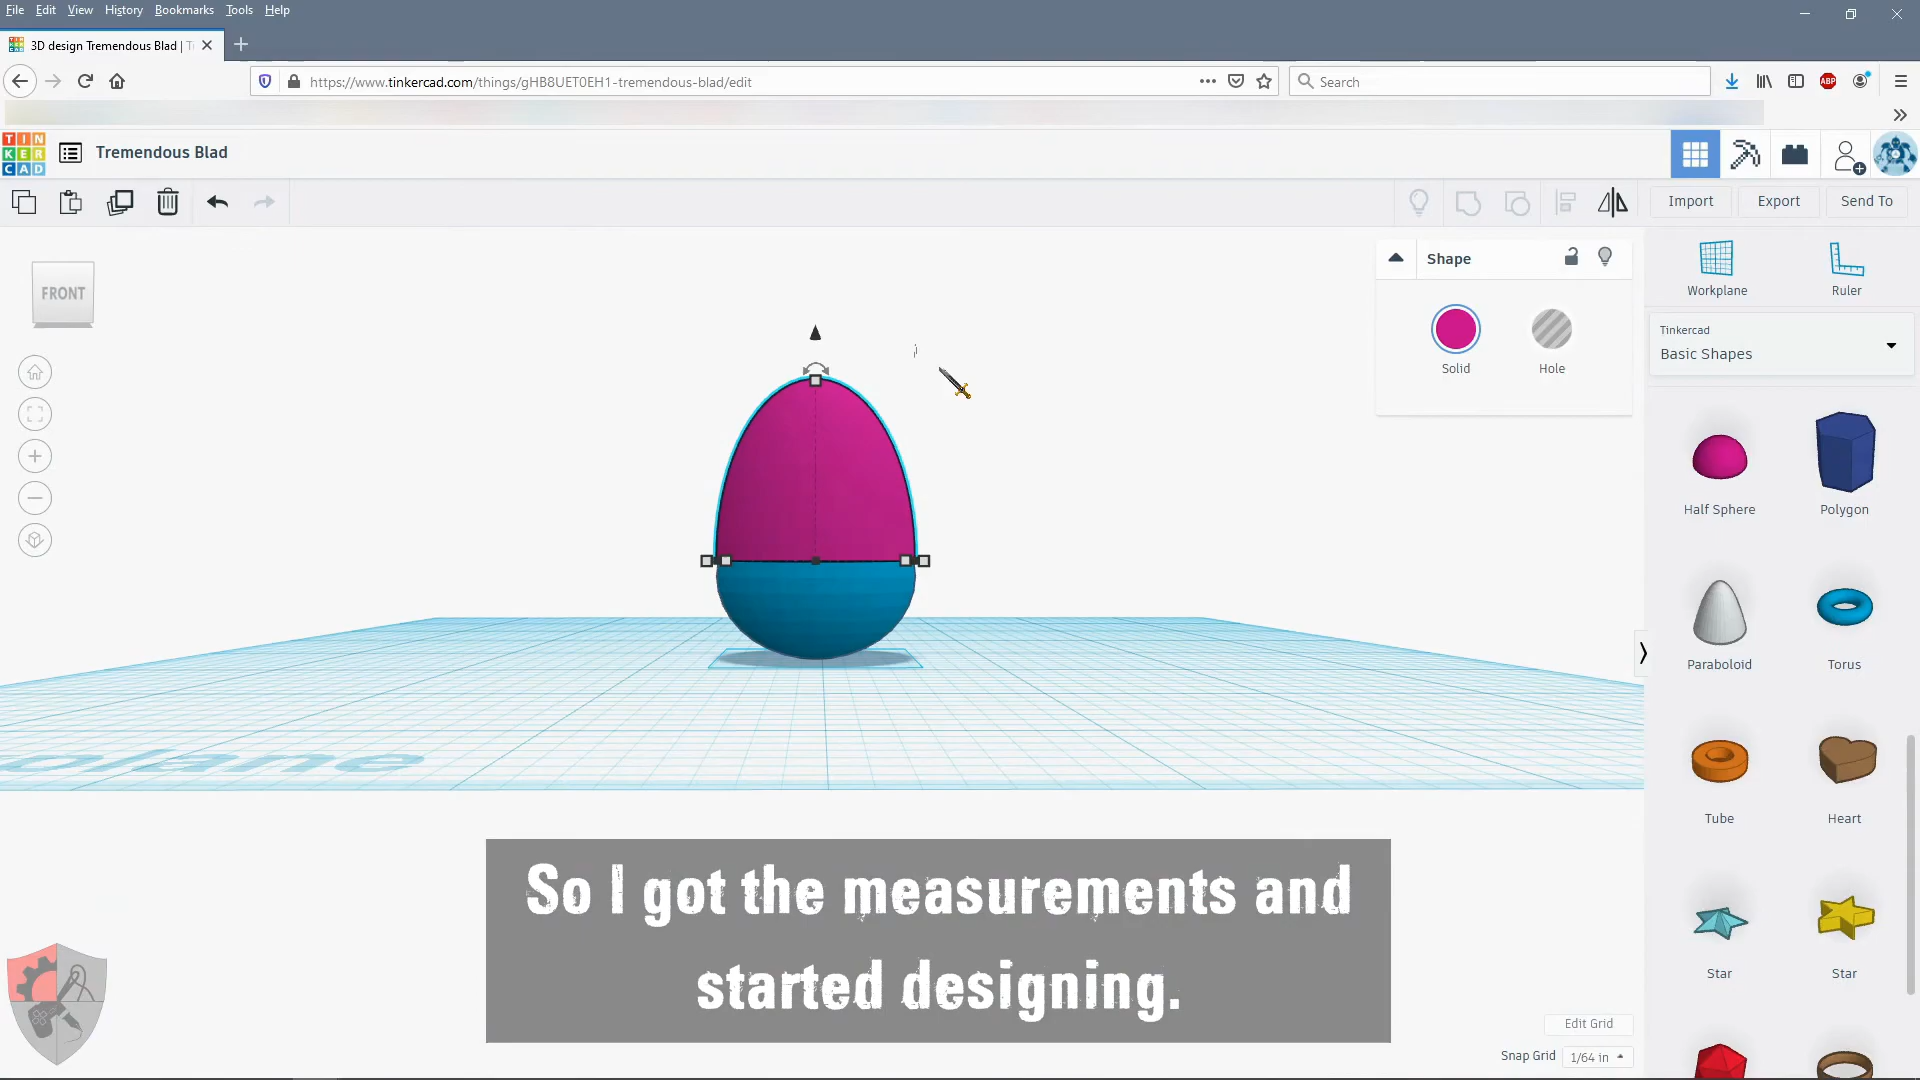 File Edit View History Bookmarks Tools Help
3D design Tremendous Blad | T
https://www.tinkercad.com/things/gHB8UET0EH1-tremendous-blad/edit
Search
ABP
TIN
KER
CAD
Tremendous Blad
Import
Export
Send To
FRONT
Shape
Solid
Hole
Workplane
Ruler
Tinkercad
Basic Shapes
Half Sphere
Polygon
Paraboloid
Torus
Tube
Heart
Star
Star
plane
So I got the measurements and
started designing.
Edit Grid
Snap Grid
1/64 in